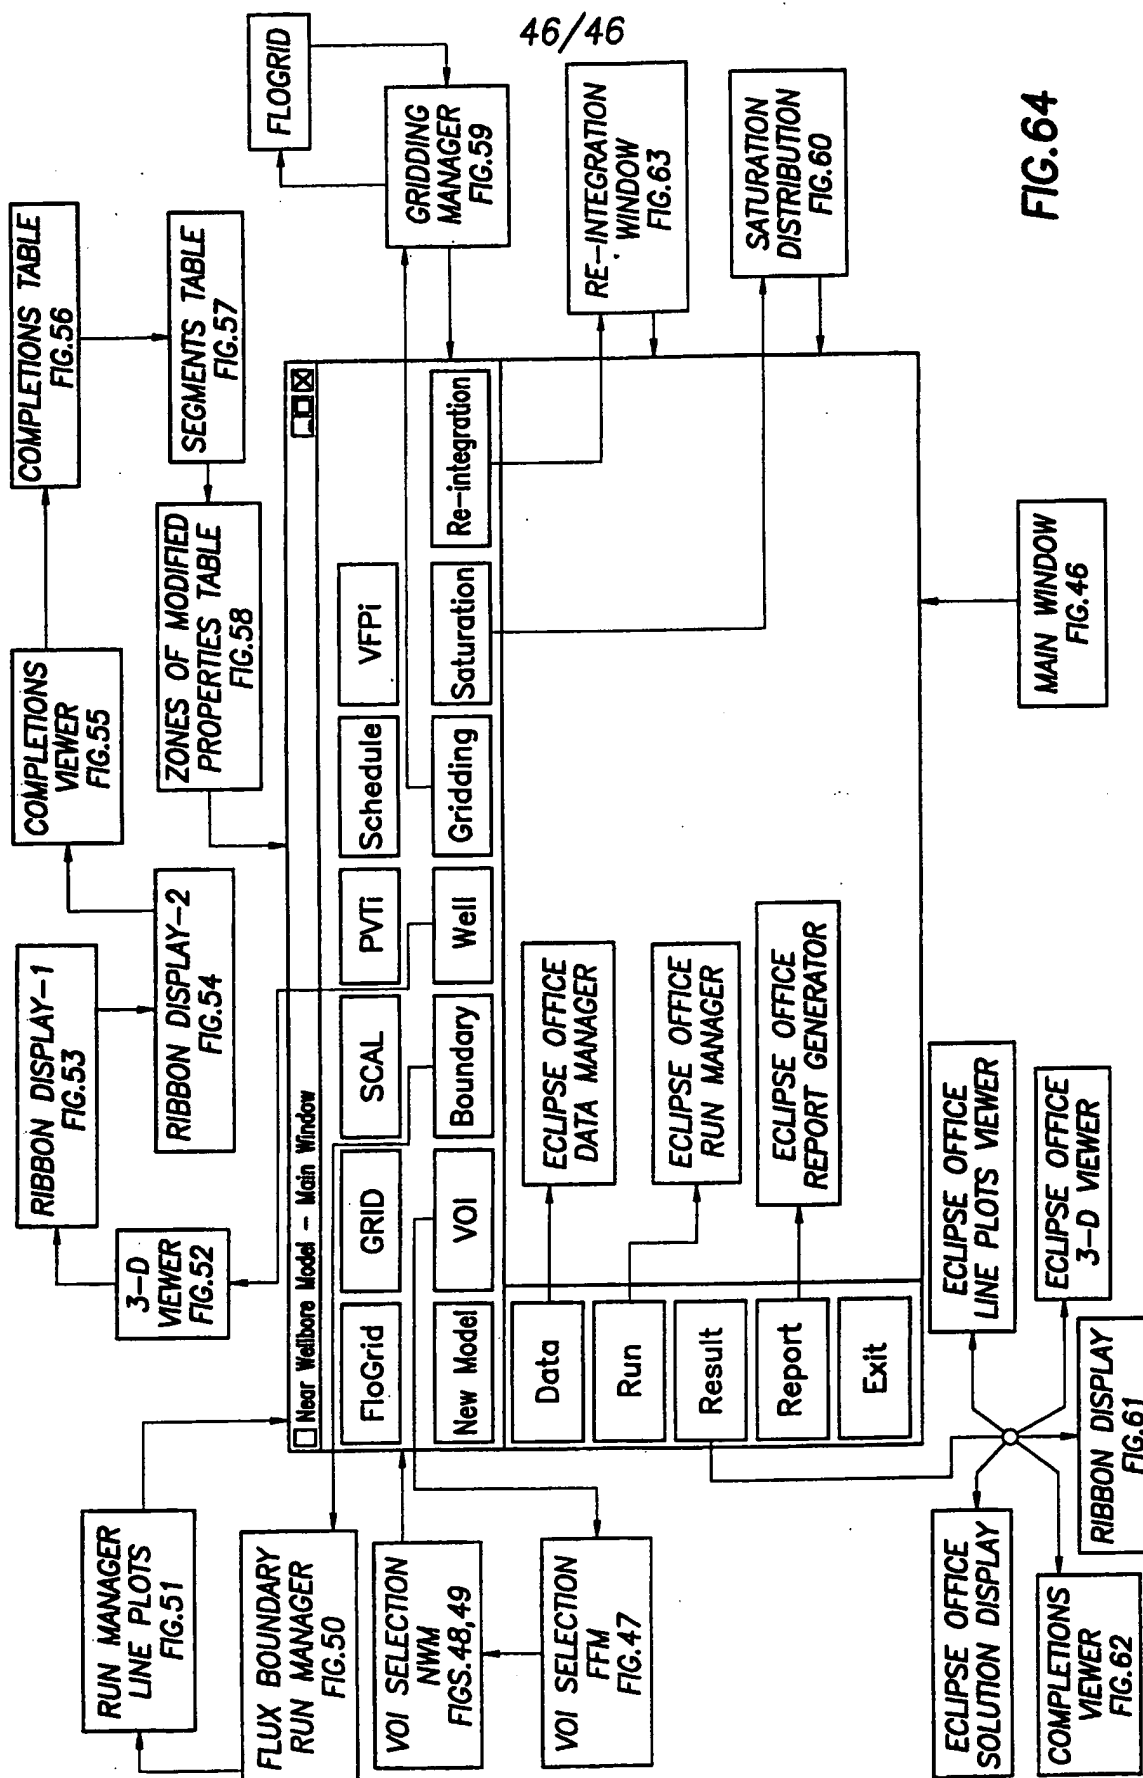 46/46
RUN MANAGER
LINE PLOTS
FIG.51
FLUX BOUNDARY
RUN MANAGER
FIG.50
VOI SELECTION
NWM
FIGS.48,49
VOI SELECTION
FFM
FIG.47
3-D
VIEWER
FIG.52
RIBBON DISPLAY-1
FIG.53
RIBBON DISPLAY-2
FIG.54
COMPLETIONS
VIEWER
FIG.55
COMPLETIONS TABLE
FIG.56
SEGMENTS TABLE
FIG.57
ZONES OF MODIFIED
PROPERTIES TABLE
FIG.58
FLOGRID
GRIDDING
MANAGER
FIG.59
RE-INTEGRATION
WINDOW
FIG.63
SATURATION
DISTRIBUTION
FIG.60
Near Wellbore Model - Main Window
FloGrid
GRID
SCAL
PVTi
Schedule
VFPi
New Model
VOI
Boundary
Well
Gridding
Saturation
Re-integration
Data
Run
Result
Report
Exit
ECLIPSE OFFICE
DATA MANAGER
ECLIPSE OFFICE
RUN MANAGER
ECLIPSE OFFICE
REPORT GENERATOR
ECLIPSE OFFICE
SOLUTION DISPLAY
COMPLETIONS
VIEWER
FIG.62
RIBBON DISPLAY
FIG.61
ECLIPSE OFFICE
LINE PLOTS VIEWER
ECLIPSE OFFICE
3-D VIEWER
MAIN WINDOW
FIG.46
FIG.64